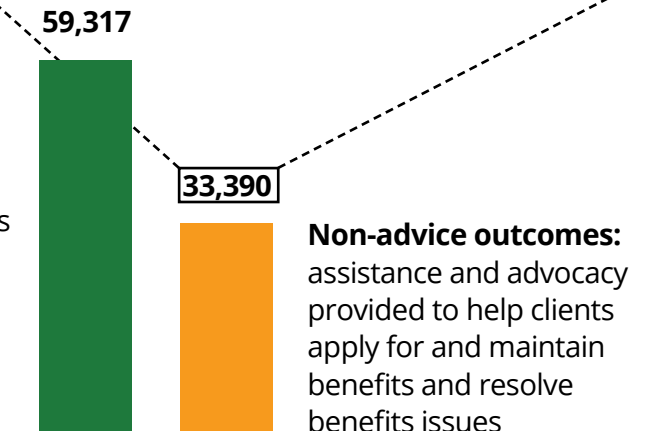 59,317
33,390
s
Non-advice outcomes:
assistance and advocacy
provided to help clients
apply for and maintain
benefits and resolve
benefits issues